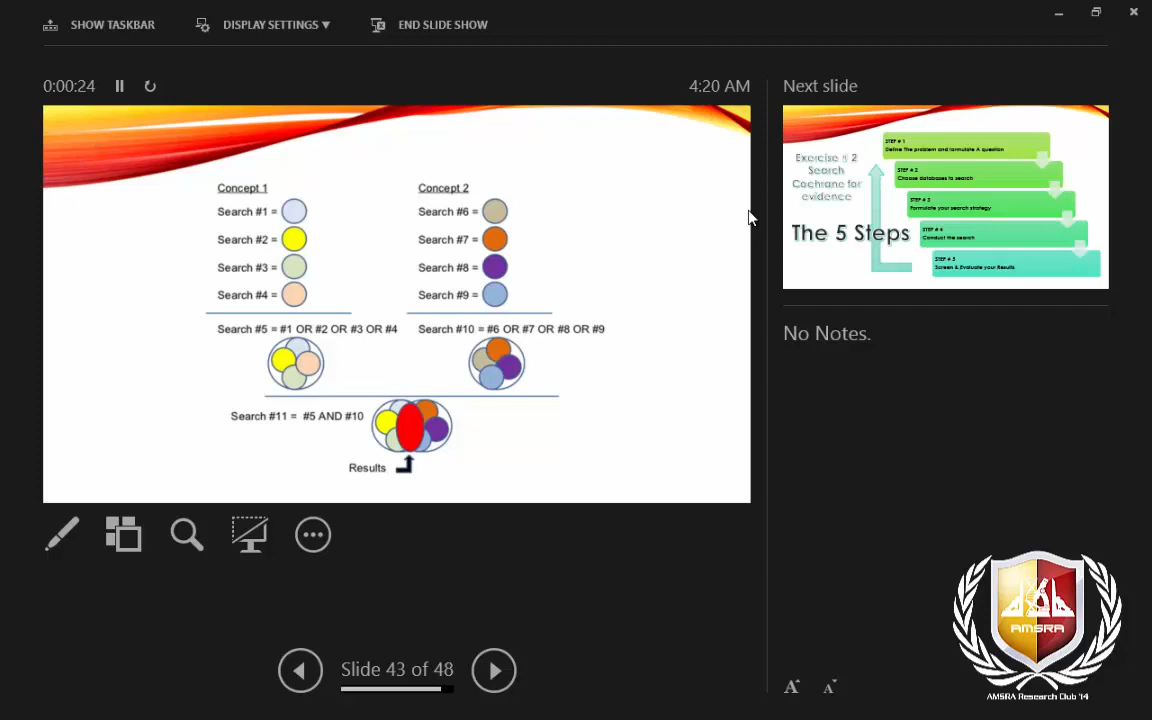 SHOW TASKBAR
DISPLAY SETTINGS ▼
END SLIDE SHOW
0:00:24
4:20 AM
Concept 1
Search #1 =
Search #2 =
Search #3 =
Search #4 =
Search #5 = #1 OR #2 OR #3 OR #4
Concept 2
Search #6 =
Search #7 =
Search #8 =
Search #9 =
Search #10 = #6 OR #7 OR #8 OR #9
Search #11 = #5 AND #10
Results
Next slide
Exercise # 2
Search
Cochrane for
evidence
The 5 Steps
STEP # 1
Define The problem and formulate A question
STEP # 2
Choose databases to search
STEP # 3
Formulate your search strategy
STEP # 4
Conduct the search
STEP # 5
Screen & Evaluate your Results
No Notes.
Slide 43 of 48
A A
AMSRA
AMSRA Research Club '14